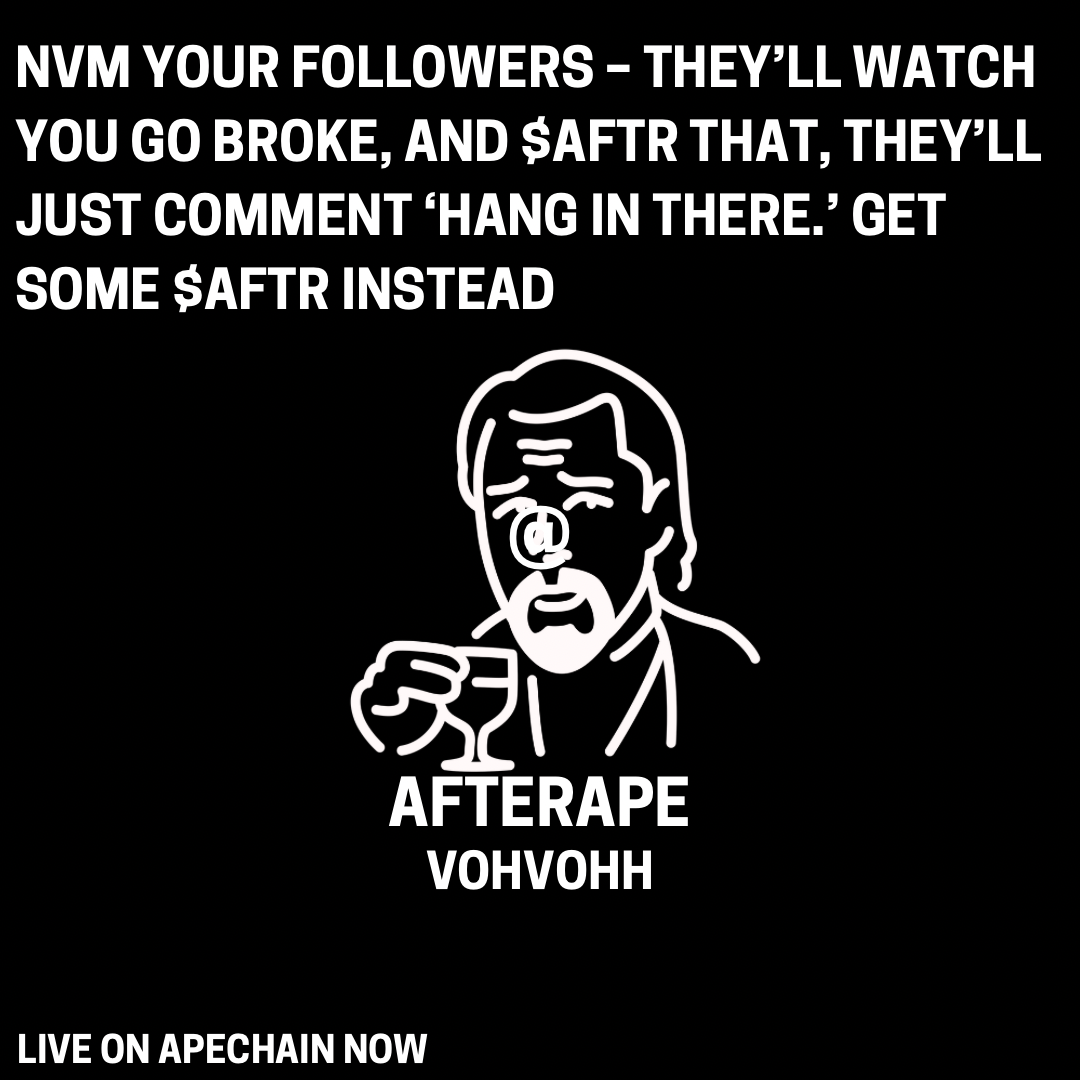 NVM YOUR FOLLOWERS – THEY’LL WATCH
YOU GO BROKE, AND $AFTR THAT, THEY’LL
JUST COMMENT ‘HANG IN THERE.’ GET
SOME $AFTR INSTEAD
@
AFTERAPE
VOHVOHH
LIVE ON APECHAIN NOW